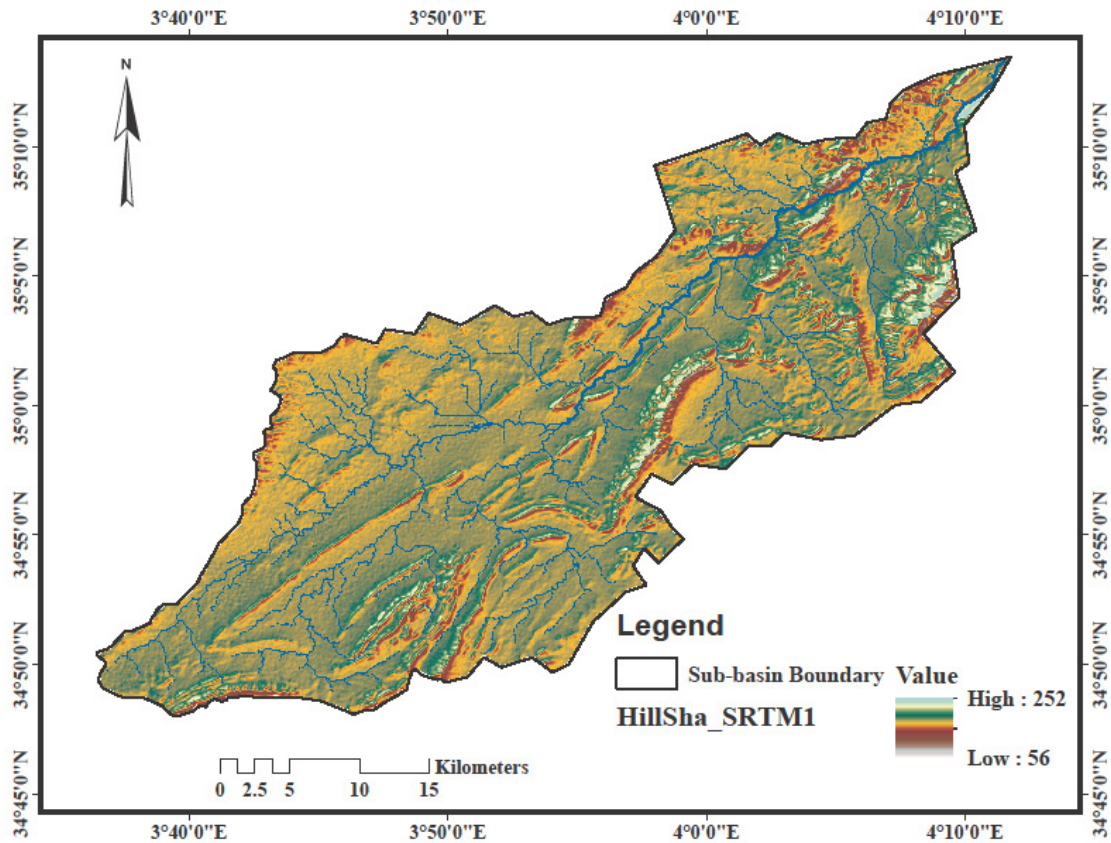 3°40'0"E 3°50'0"E 4°0'0"E 4°10'0"E
N
35°10'0"N 35°10'0"N
35°5'0"N 35°5'0"N
35°0'0"N 35°0'0"N
34°55'0"N 34°55'0"N
34°50'0"N 34°50'0"N
34°45'0"N 34°45'0"N
Legend
Sub-basin Boundary Value
HillSha_SRTM1
High : 252
Low : 56
Kilometers
0 2.5 5 10 15
3°40'0"E 3°50'0"E 4°0'0"E 4°10'0"E